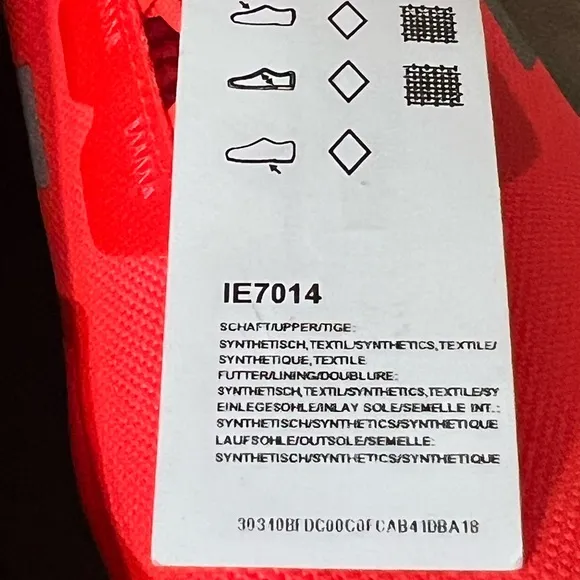 IE7014
SCHAFT/UPPER/TIGE:
SYNTHETISCH,TEXTIL/SYNTHETICS,TEXTILE/
SYNTHETIQUE,TEXTILE
FUTTER/LINING/DOUBLURE:
SYNTHETISCH,TEXTIL/SYNTHETICS,TEXTILE/SY
EINLEGESOHLE/INLAY SOLE/SEMELLE INT.:
SYNTHETISCH/SYNTHETICS/SYNTHETIQUE
LAUFSOHLE/OUTSOLE/SEMELLE:
SYNTHETISCH/SYNTHETICS/SYNTHETIQUE
30340BFDC00C0FCAB41DBA18